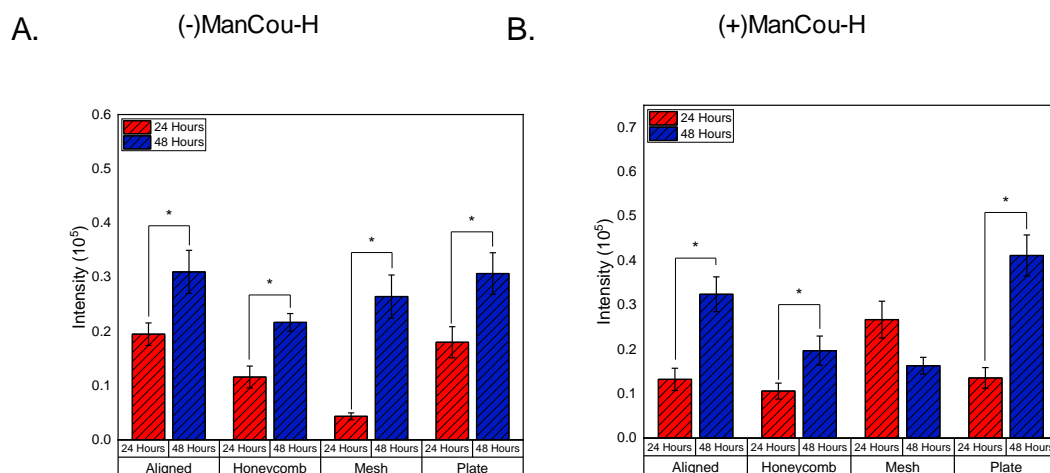 A.
(-)ManCou-H
0.6
0.5
0.4
0.3
0.2
0.1
0.0
Intensity (10⁵)
24 Hours
48 Hours
*
*
*
*
24 Hours 48 Hours 24 Hours 48 Hours 24 Hours 48 Hours 24 Hours 48 Hours
Aligned Honeycomb Mesh Plate
B.
(+)ManCou-H
0.7
0.6
0.5
0.4
0.3
0.2
0.1
0.0
Intensity (10⁵)
24 Hours
48 Hours
*
*
*
24 Hours 48 Hours 24 Hours 48 Hours 24 Hours 48 Hours 24 Hours 48 Hours
Aligned Honeycomb Mesh Plate